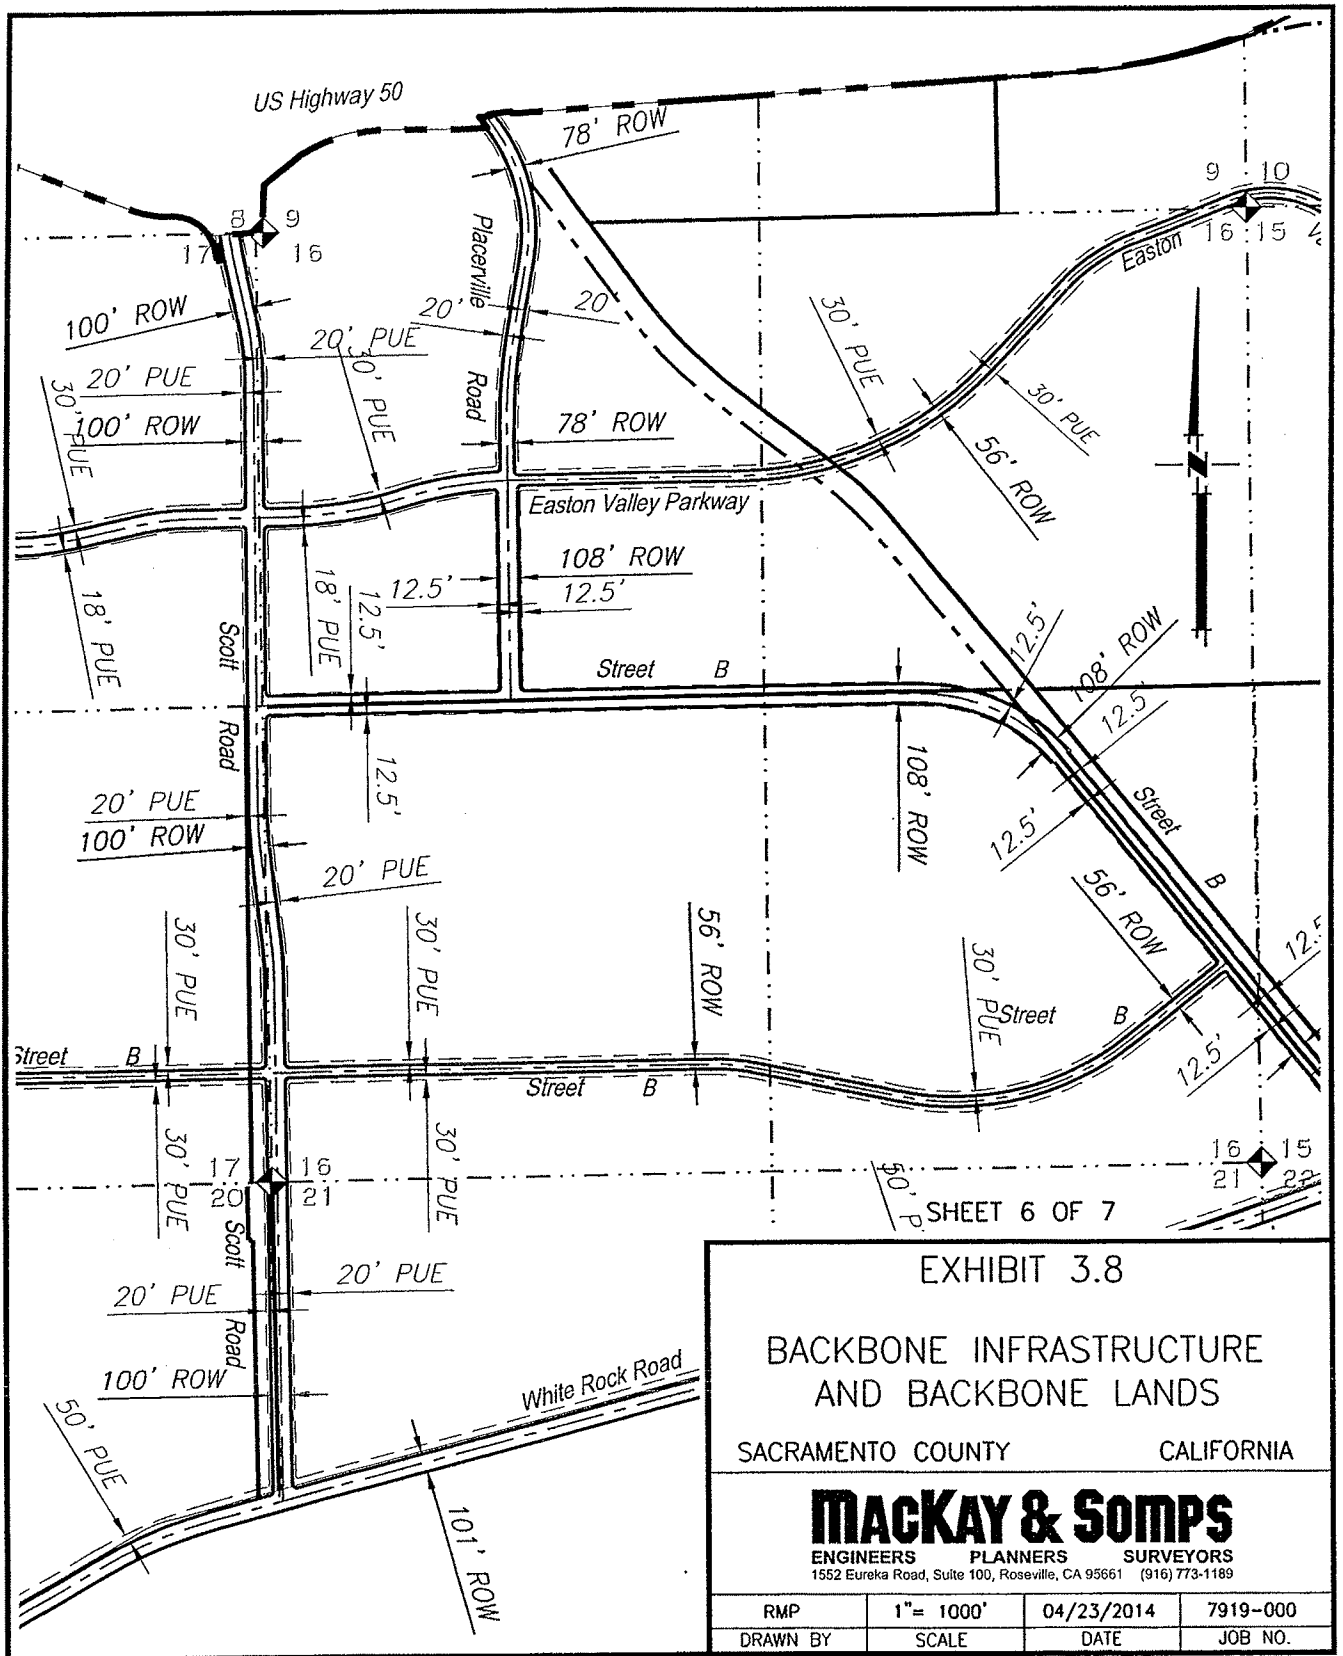 US Highway 50
78' ROW
9 10
16 15
8 9
17 16
Easton
Placerville
Road
100' ROW
20'
20'
20' PUE
30' PUE
20' PUE
30' PUE
100' ROW
30' PUE
30' PUE
56' ROW
78' ROW
Easton Valley Parkway
108' ROW
12.5'
12.5'
18' PUE
18' PUE
12.5'
12.5'
Scott
Road
Street B
12.5'
108' ROW
12.5'
108' ROW
12.5'
Street B
20' PUE
100' ROW
20' PUE
56' ROW
30' PUE
30' PUE
56' ROW
30' PUE
Street B
12.5'
12.5'
Street B
Street B
30' PUE
30' PUE
17 16
20 21
16 15
21 22
50' P
SHEET 6 OF 7
Scott
Road
20' PUE
20' PUE
100' ROW
White Rock Road
50' PUE
101' ROW
EXHIBIT 3.8
BACKBONE INFRASTRUCTURE
AND BACKBONE LANDS
SACRAMENTO COUNTY CALIFORNIA
MACKAY & SOMPS
ENGINEERS PLANNERS SURVEYORS
1552 Eureka Road, Suite 100, Roseville, CA 95661 (916) 773-1189
RMP 1"= 1000' 04/23/2014 7919-000
DRAWN BY SCALE DATE JOB NO.